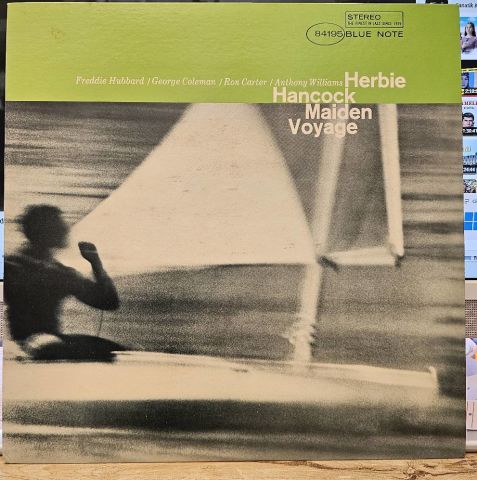 STEREO
84195 BLUE NOTE
Freddie Hubbard / George Coleman / Ron Carter / Anthony Williams Herbie
Hancock
Maiden
Voyage